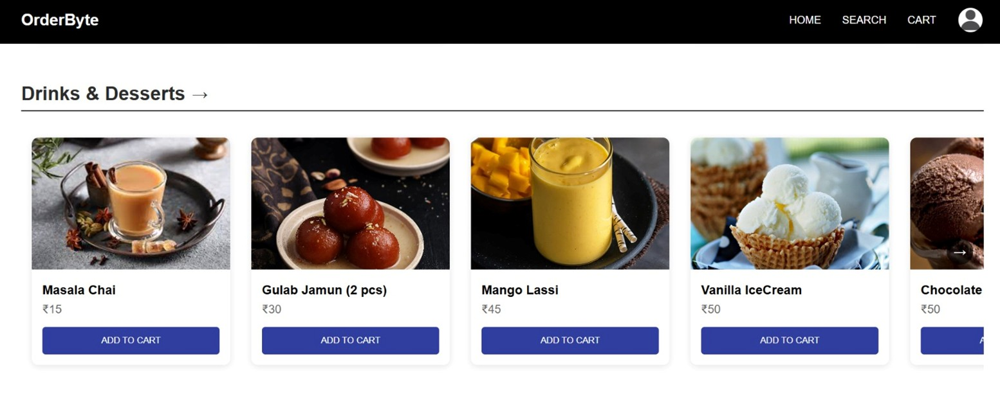 OrderByte
HOME SEARCH CART
Drinks & Desserts →
Masala Chai
₹15
ADD TO CART
Gulab Jamun (2 pcs)
₹30
ADD TO CART
Mango Lassi
₹45
ADD TO CART
Vanilla IceCream
₹50
ADD TO CART
Chocolate
₹50